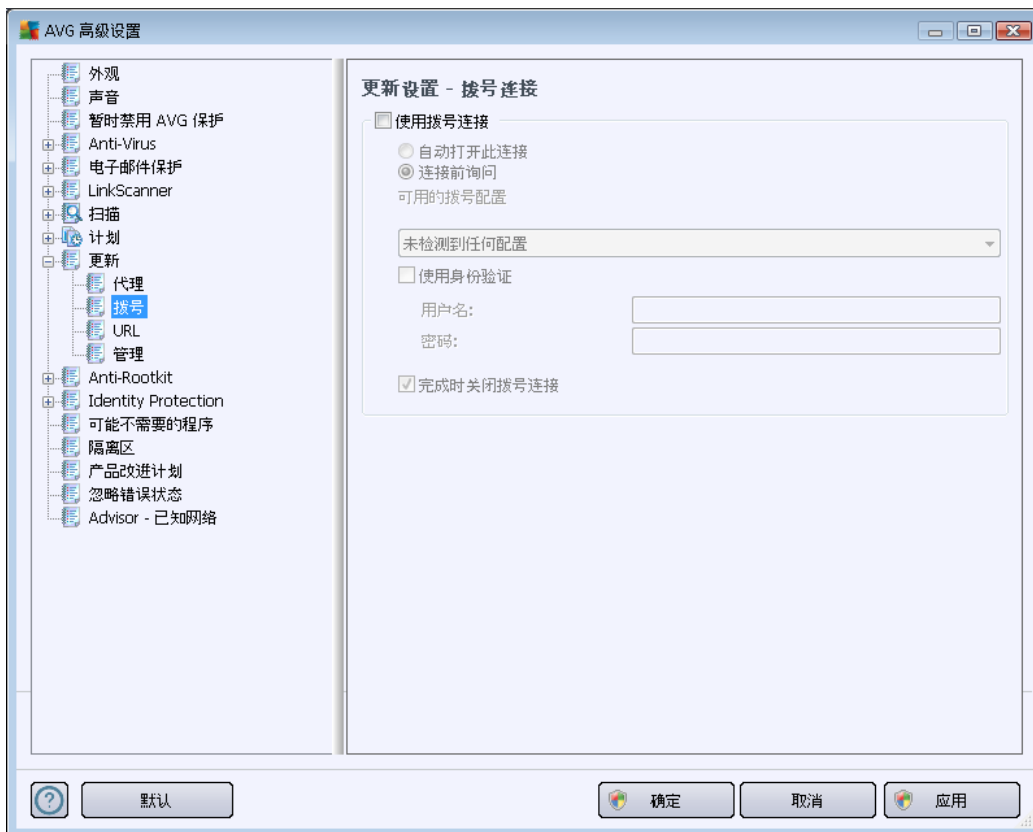 AVG 高级设置
外观
声音
暂时禁用 AVG 保护
Anti-Virus
电子邮件保护
LinkScanner
扫描
计划
更新
代理
拨号
URL
管理
Anti-Rootkit
Identity Protection
可能不需要的程序
隔离区
产品改进计划
忽略错误状态
Advisor - 已知网络
更新设置 - 拨号连接
使用拨号连接
自动打开此连接
连接前询问
可用的拨号配置
未检测到任何配置
使用身份验证
用户名:
密码:
完成时关闭拨号连接
默认
确定
取消
应用